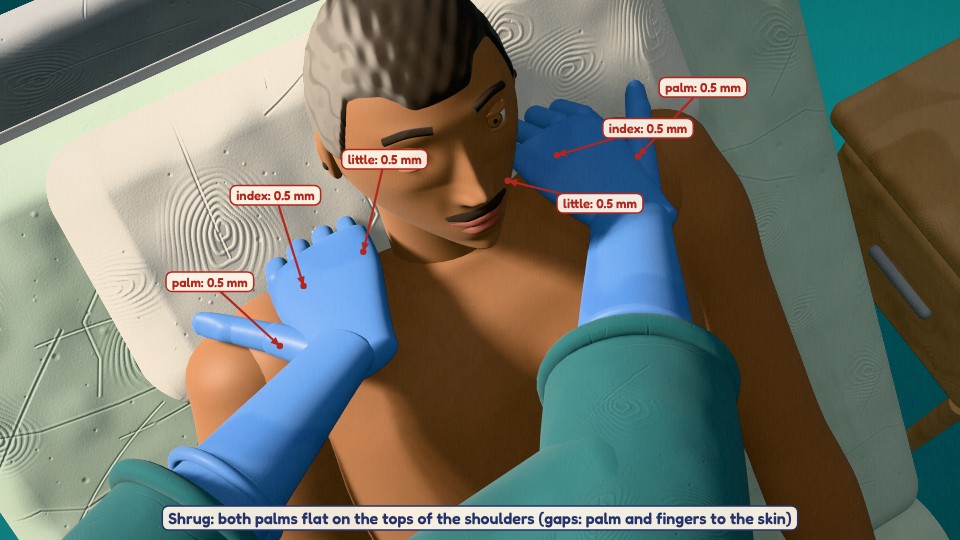 palm: 0.5 mm
index: 0.5 mm
little: 0.5 mm
index: 0.5 mm
little: 0.5 mm
palm: 0.5 mm
Shrug: both palms flat on the tops of the shoulders (gaps: palm and fingers to the skin)